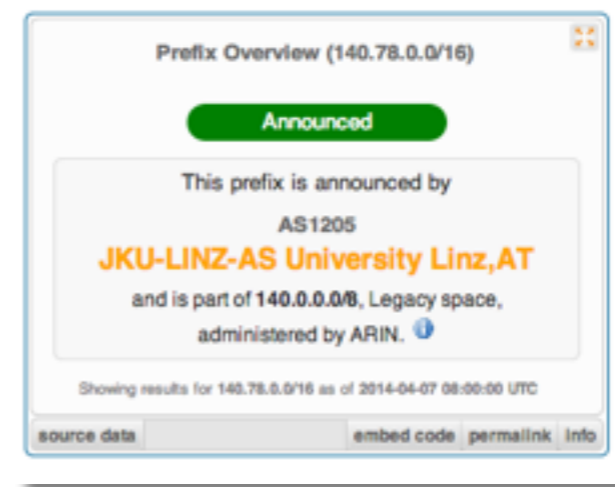 Prefix Overview (140.78.0.0/16)
Announced
This prefix is announced by
AS1205
JKU-LINZ-AS University Linz,AT
and is part of 140.0.0.0/8, Legacy space,
administered by ARIN. i
Showing results for 140.78.0.0/16 as of 2014-04-07 08:00:00 UTC
source data embed code permalink info